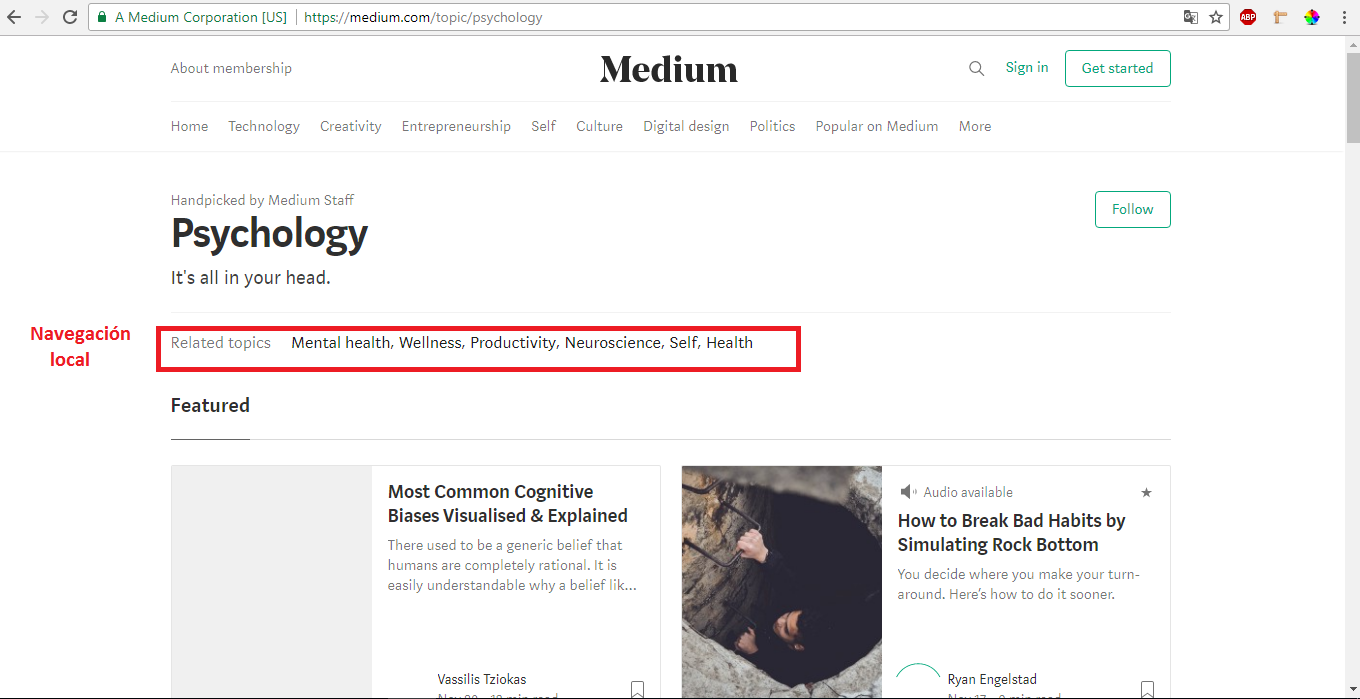 A Medium Corporation [US] https://medium.com/topic/psychology
ABP
About membership
Medium
Sign in
Get started
Home Technology Creativity Entrepreneurship Self Culture Digital design Politics Popular on Medium More
Handpicked by Medium Staff
Psychology
Follow
It's all in your head.
Navegación
local
Related topics Mental health, Wellness, Productivity, Neuroscience, Self, Health
Featured
Most Common Cognitive
Biases Visualised & Explained
There used to be a generic belief that
humans are completely rational. It is
easily understandable why a belief lik...
Vassilis Tziokas
Audio available
How to Break Bad Habits by
Simulating Rock Bottom
You decide where you make your turn-
around. Here's how to do it sooner.
Ryan Engelstad